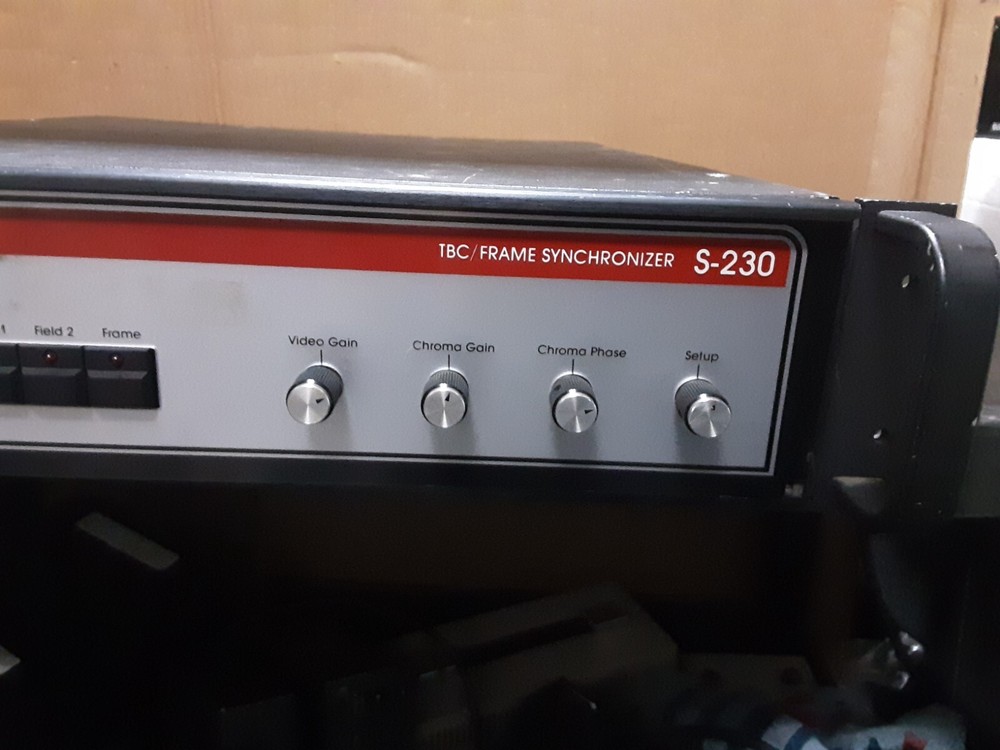 TBC/FRAME SYNCHRONIZER S-230
Field 2 Frame
Video Gain Chroma Gain Chroma Phase Setup